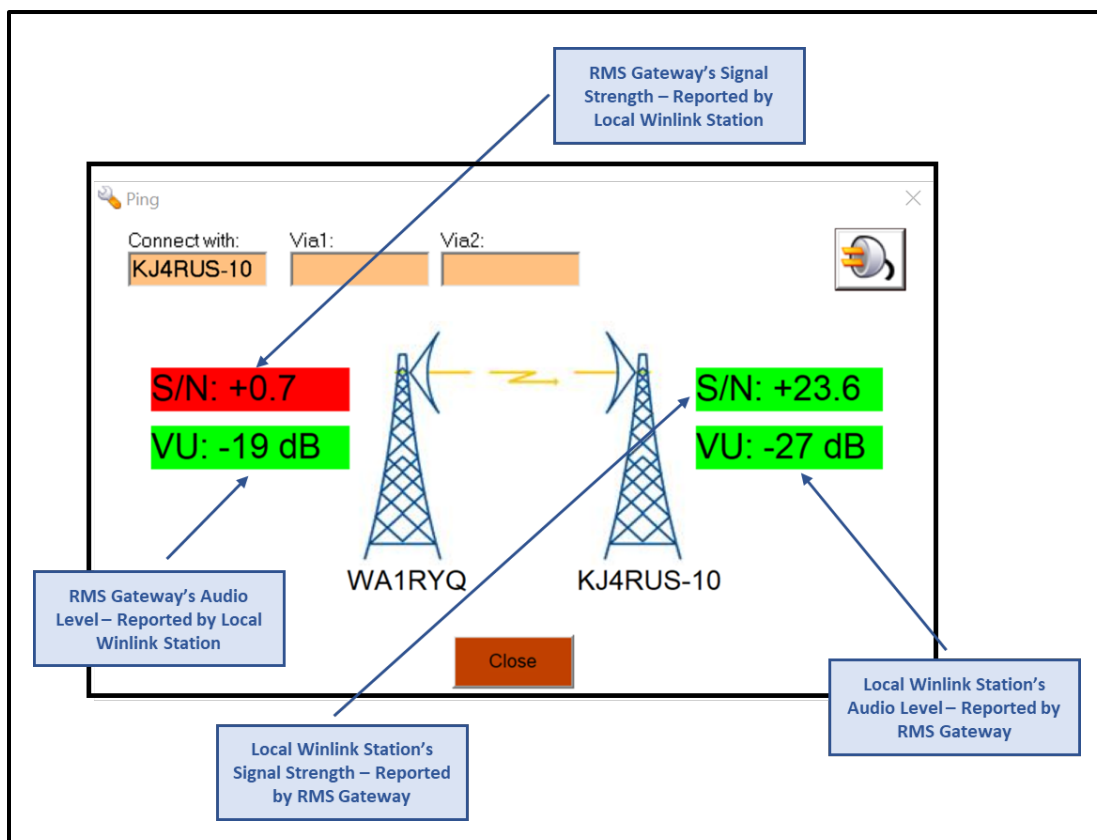 RMS Gateway's Signal
Strength – Reported by
Local Winlink Station
Ping
Connect with:
Via1:
Via2:
KJ4RUS-10
S/N: +0.7
S/N: +23.6
VU: -19 dB
VU: -27 dB
WA1RYQ
KJ4RUS-10
RMS Gateway's Audio
Level – Reported by Local
Winlink Station
Close
Local Winlink Station's
Audio Level – Reported by
RMS Gateway
Local Winlink Station's
Signal Strength – Reported
by RMS Gateway